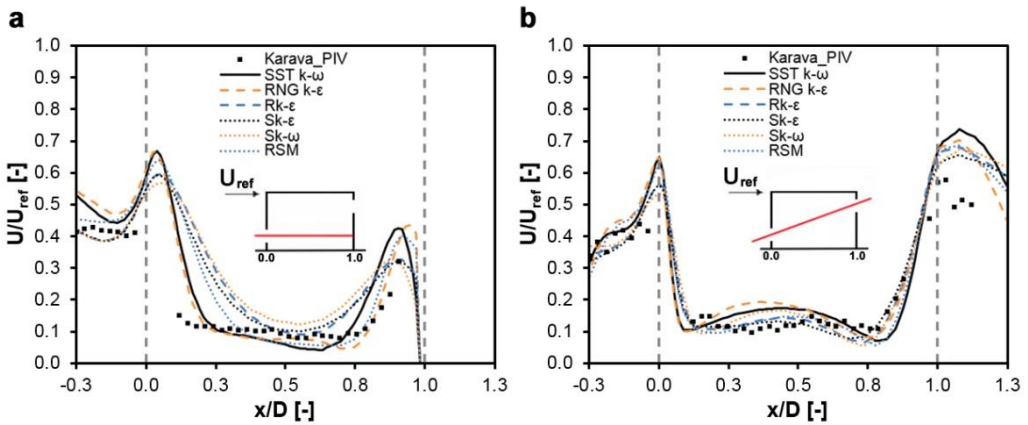 a
1.0
0.9
0.8
0.7
0.6
0.5
0.4
0.3
0.2
0.1
0.0
U/Uref [-]
Karava_PIV
SST k-ω
RNG k-ε
Rk-ε
Sk-ε
Sk-ω
RSM
Uref
0.0 1.0
-0.3 0.0 0.3 0.5 0.8 1.0 1.3
x/D [-]
b
1.0
0.9
0.8
0.7
0.6
0.5
0.4
0.3
0.2
0.1
0.0
U/Uref [-]
Karava_PIV
SST k-ω
RNG k-ε
Rk-ε
Sk-ε
Sk-ω
RSM
Uref
0.0 1.0
-0.3 0.0 0.3 0.5 0.8 1.0 1.3
x/D [-]